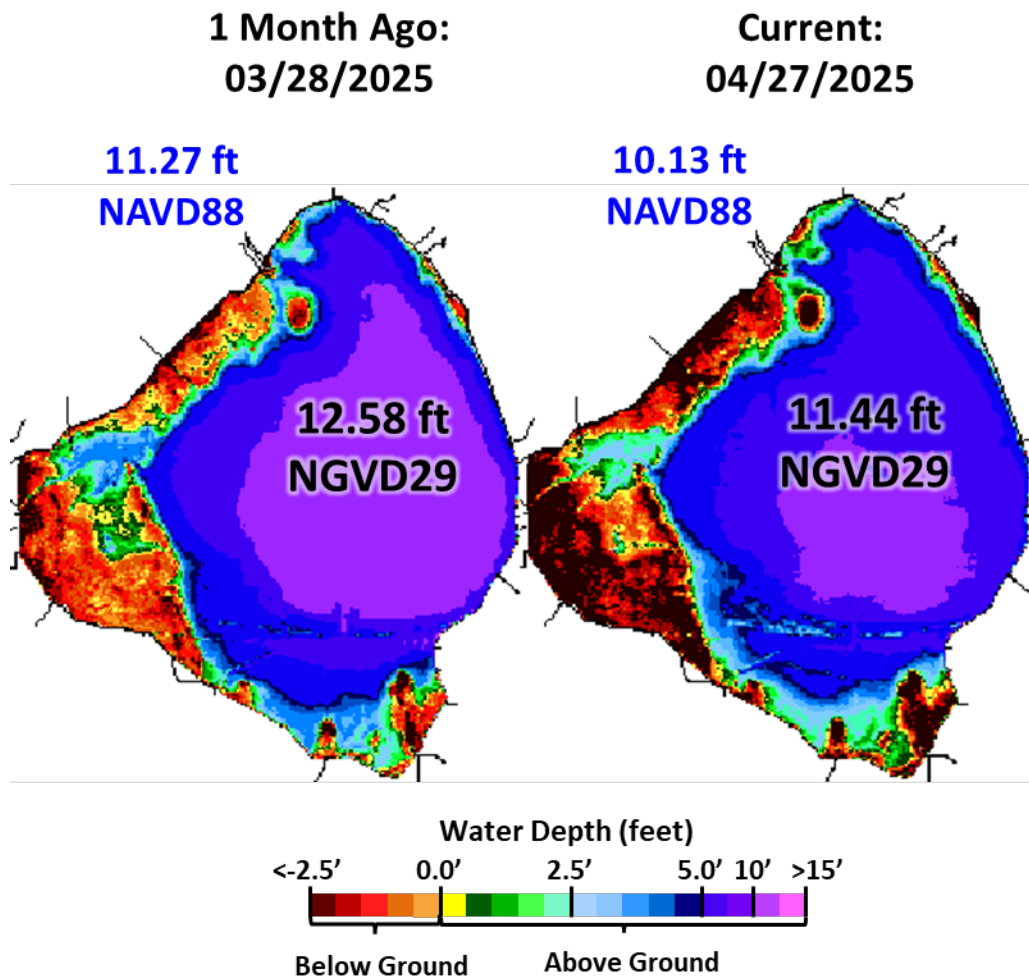 1 Month Ago:
03/28/2025
Current:
04/27/2025
11.27 ft
NAVD88
10.13 ft
NAVD88
12.58 ft
NGVD29
11.44 ft
NGVD29
Water Depth (feet)
<-2.5’ 0.0’ 2.5’ 5.0’ 10’ >15’
Below Ground Above Ground